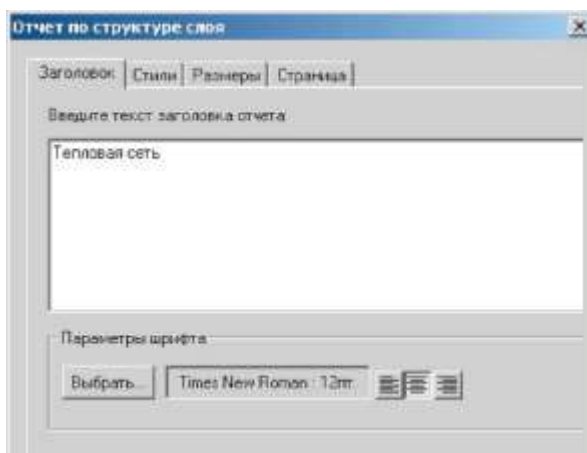 Отчет по структуре слоя
Заголовок Стили Размеры Страница
Введите текст заголовка отчета
Тепловая сеть
Параметры шрифта
Выбрать... Times New Roman : 12пт.